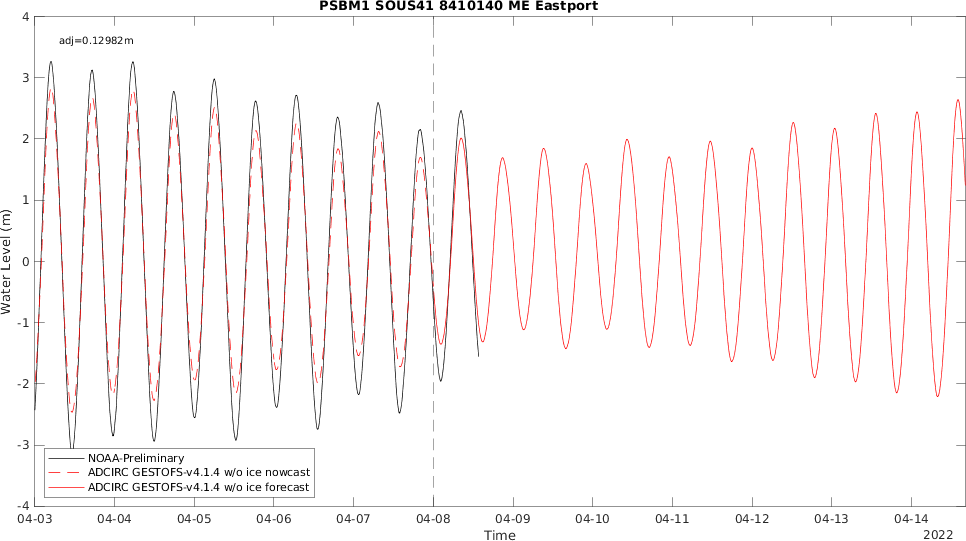 PSBM1 SOUS41 8410140 ME Eastport
adj=0.12982m
Water Level (m)
4
3
2
1
0
-1
-2
-3
-4
NOAA-Preliminary
ADCIRC GESTOFS-v4.1.4 w/o ice nowcast
ADCIRC GESTOFS-v4.1.4 w/o ice forecast
04-03 04-04 04-05 04-06 04-07 04-08 04-09 04-10 04-11 04-12 04-13 04-14
Time
2022